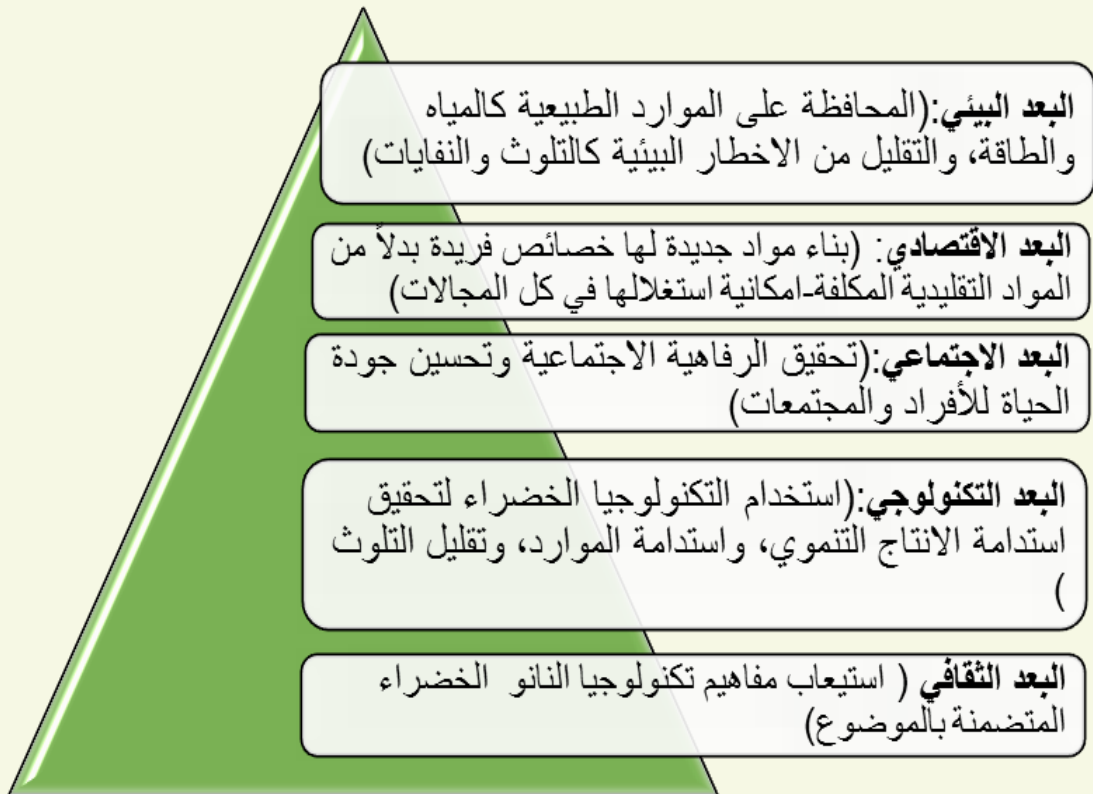 البعد البيئي:(المحافظة على الموارد الطبيعية كالمياه
والطاقة، والتقليل من الاخطار البيئية كالتلوث والنفايات)
البعد الاقتصادي: (بناء مواد جديدة لها خصائص فريدة بدلاً من
المواد التقليدية المكلفة-امكانية استغلالها في كل المجالات)
البعد الاجتماعي:(تحقيق الرفاهية الاجتماعية وتحسين جودة
الحياة للأفراد والمجتمعات)
البعد التكنولوجي:(استخدام التكنولوجيا الخضراء لتحقيق
استدامة الانتاج التنموي، واستدامة الموارد، وتقليل التلوث
)
البعد الثقافي ( استيعاب مفاهيم تكنولوجيا النانو الخضراء
المتضمنة بالموضوع)